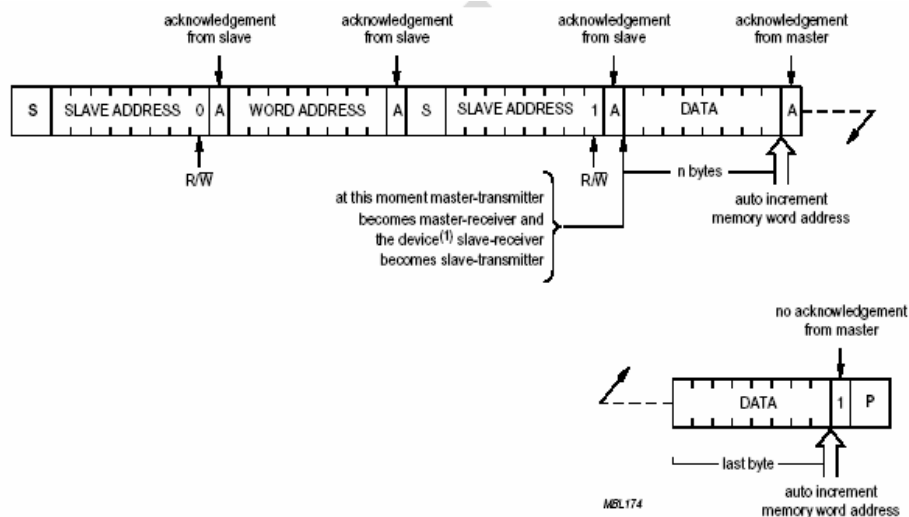 acknowledgement
from slave
acknowledgement
from slave
acknowledgement
from slave
acknowledgement
from master
S SLAVE ADDRESS 0 A WORD ADDRESS A S SLAVE ADDRESS 1 A DATA A
R/W̅
R/W̅
n bytes
at this moment master-transmitter
becomes master-receiver and
the device(1) slave-receiver
becomes slave-transmitter
auto increment
memory word address
no acknowledgement
from master
DATA 1 P
last byte
auto increment
memory word address
MBL174